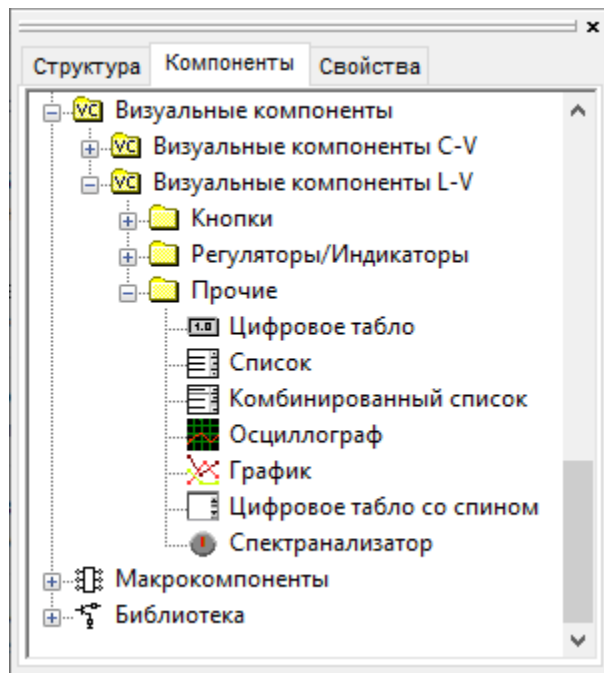 Структура Компоненты Свойства
Визуальные компоненты
Визуальные компоненты C-V
Визуальные компоненты L-V
Кнопки
Регуляторы/Индикаторы
Прочие
Цифровое табло
Список
Комбинированный список
Осциллограф
График
Цифровое табло со спином
Спектранализатор
Макрокомпоненты
Библиотека